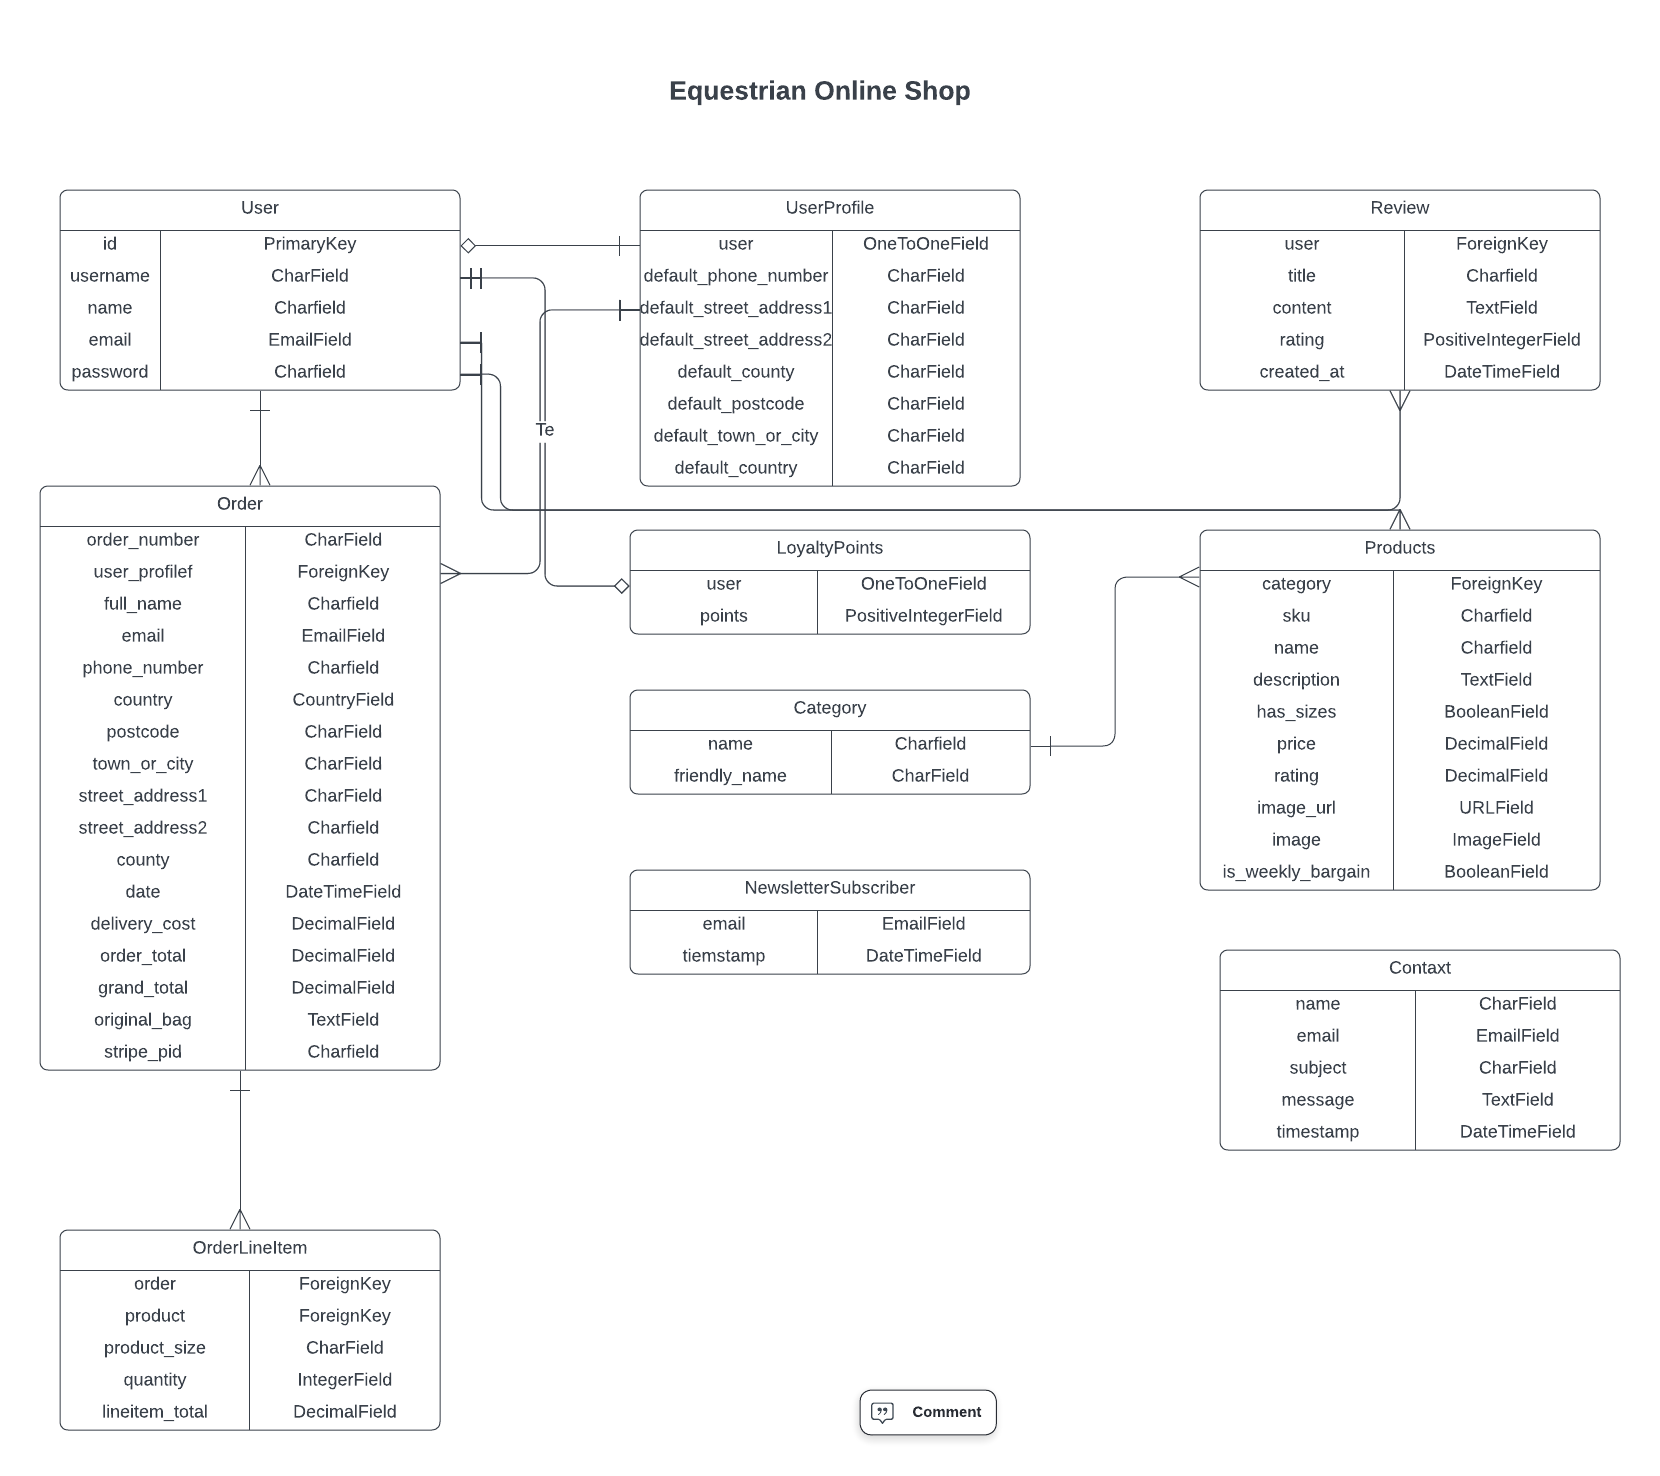 Equestrian Online Shop
User
id PrimaryKey
username CharField
name Charfield
email EmailField
password Charfield
UserProfile
user OneToOneField
default_phone_number CharField
default_street_address1 CharField
default_street_address2 CharField
default_county CharField
default_postcode CharField
default_town_or_city CharField
default_country CharField
Review
user ForeignKey
title Charfield
content TextField
rating PositiveIntegerField
created_at DateTimeField
Te
Order
order_number CharField
user_profilef ForeignKey
full_name Charfield
email EmailField
phone_number Charfield
country CountryField
postcode CharField
town_or_city CharField
street_address1 CharField
street_address2 Charfield
county Charfield
date DateTimeField
delivery_cost DecimalField
order_total DecimalField
grand_total DecimalField
original_bag TextField
stripe_pid Charfield
LoyaltyPoints
user OneToOneField
points PositiveIntegerField
Category
name Charfield
friendly_name CharField
NewsletterSubscriber
email EmailField
tiemstamp DateTimeField
Products
category ForeignKey
sku Charfield
name Charfield
description TextField
has_sizes BooleanField
price DecimalField
rating DecimalField
image_url URLField
image ImageField
is_weekly_bargain BooleanField
Contaxt
name CharField
email EmailField
subject CharField
message TextField
timestamp DateTimeField
OrderLineItem
order ForeignKey
product ForeignKey
product_size CharField
quantity IntegerField
lineitem_total DecimalField
Comment